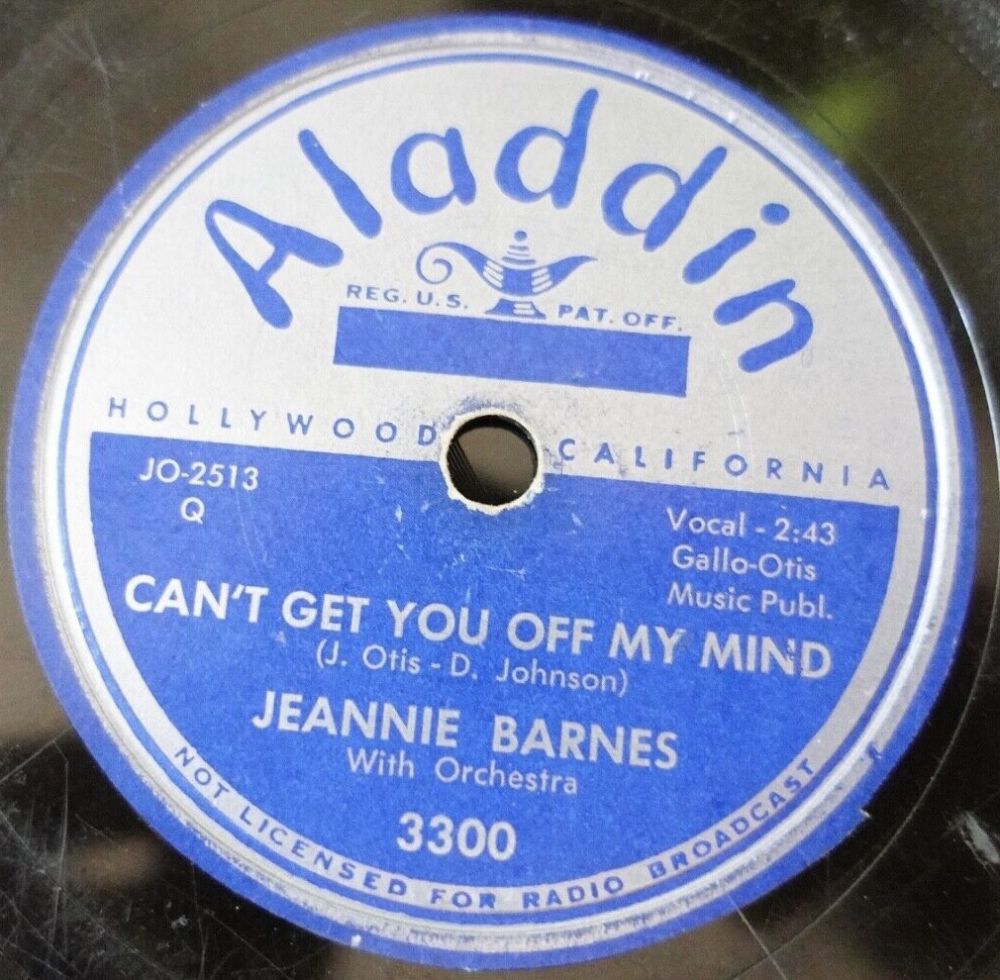 Aladdin
REG. U.S. PAT. OFF.
HOLLYWOOD CALIFORNIA
JO-2513
Q
Vocal - 2:43
Gallo-Otis
Music Publ.
CAN'T GET YOU OFF MY MIND
(J. Otis - D. Johnson)
JEANNIE BARNES
With Orchestra
3300
NOT LICENSED FOR RADIO BROADCAST